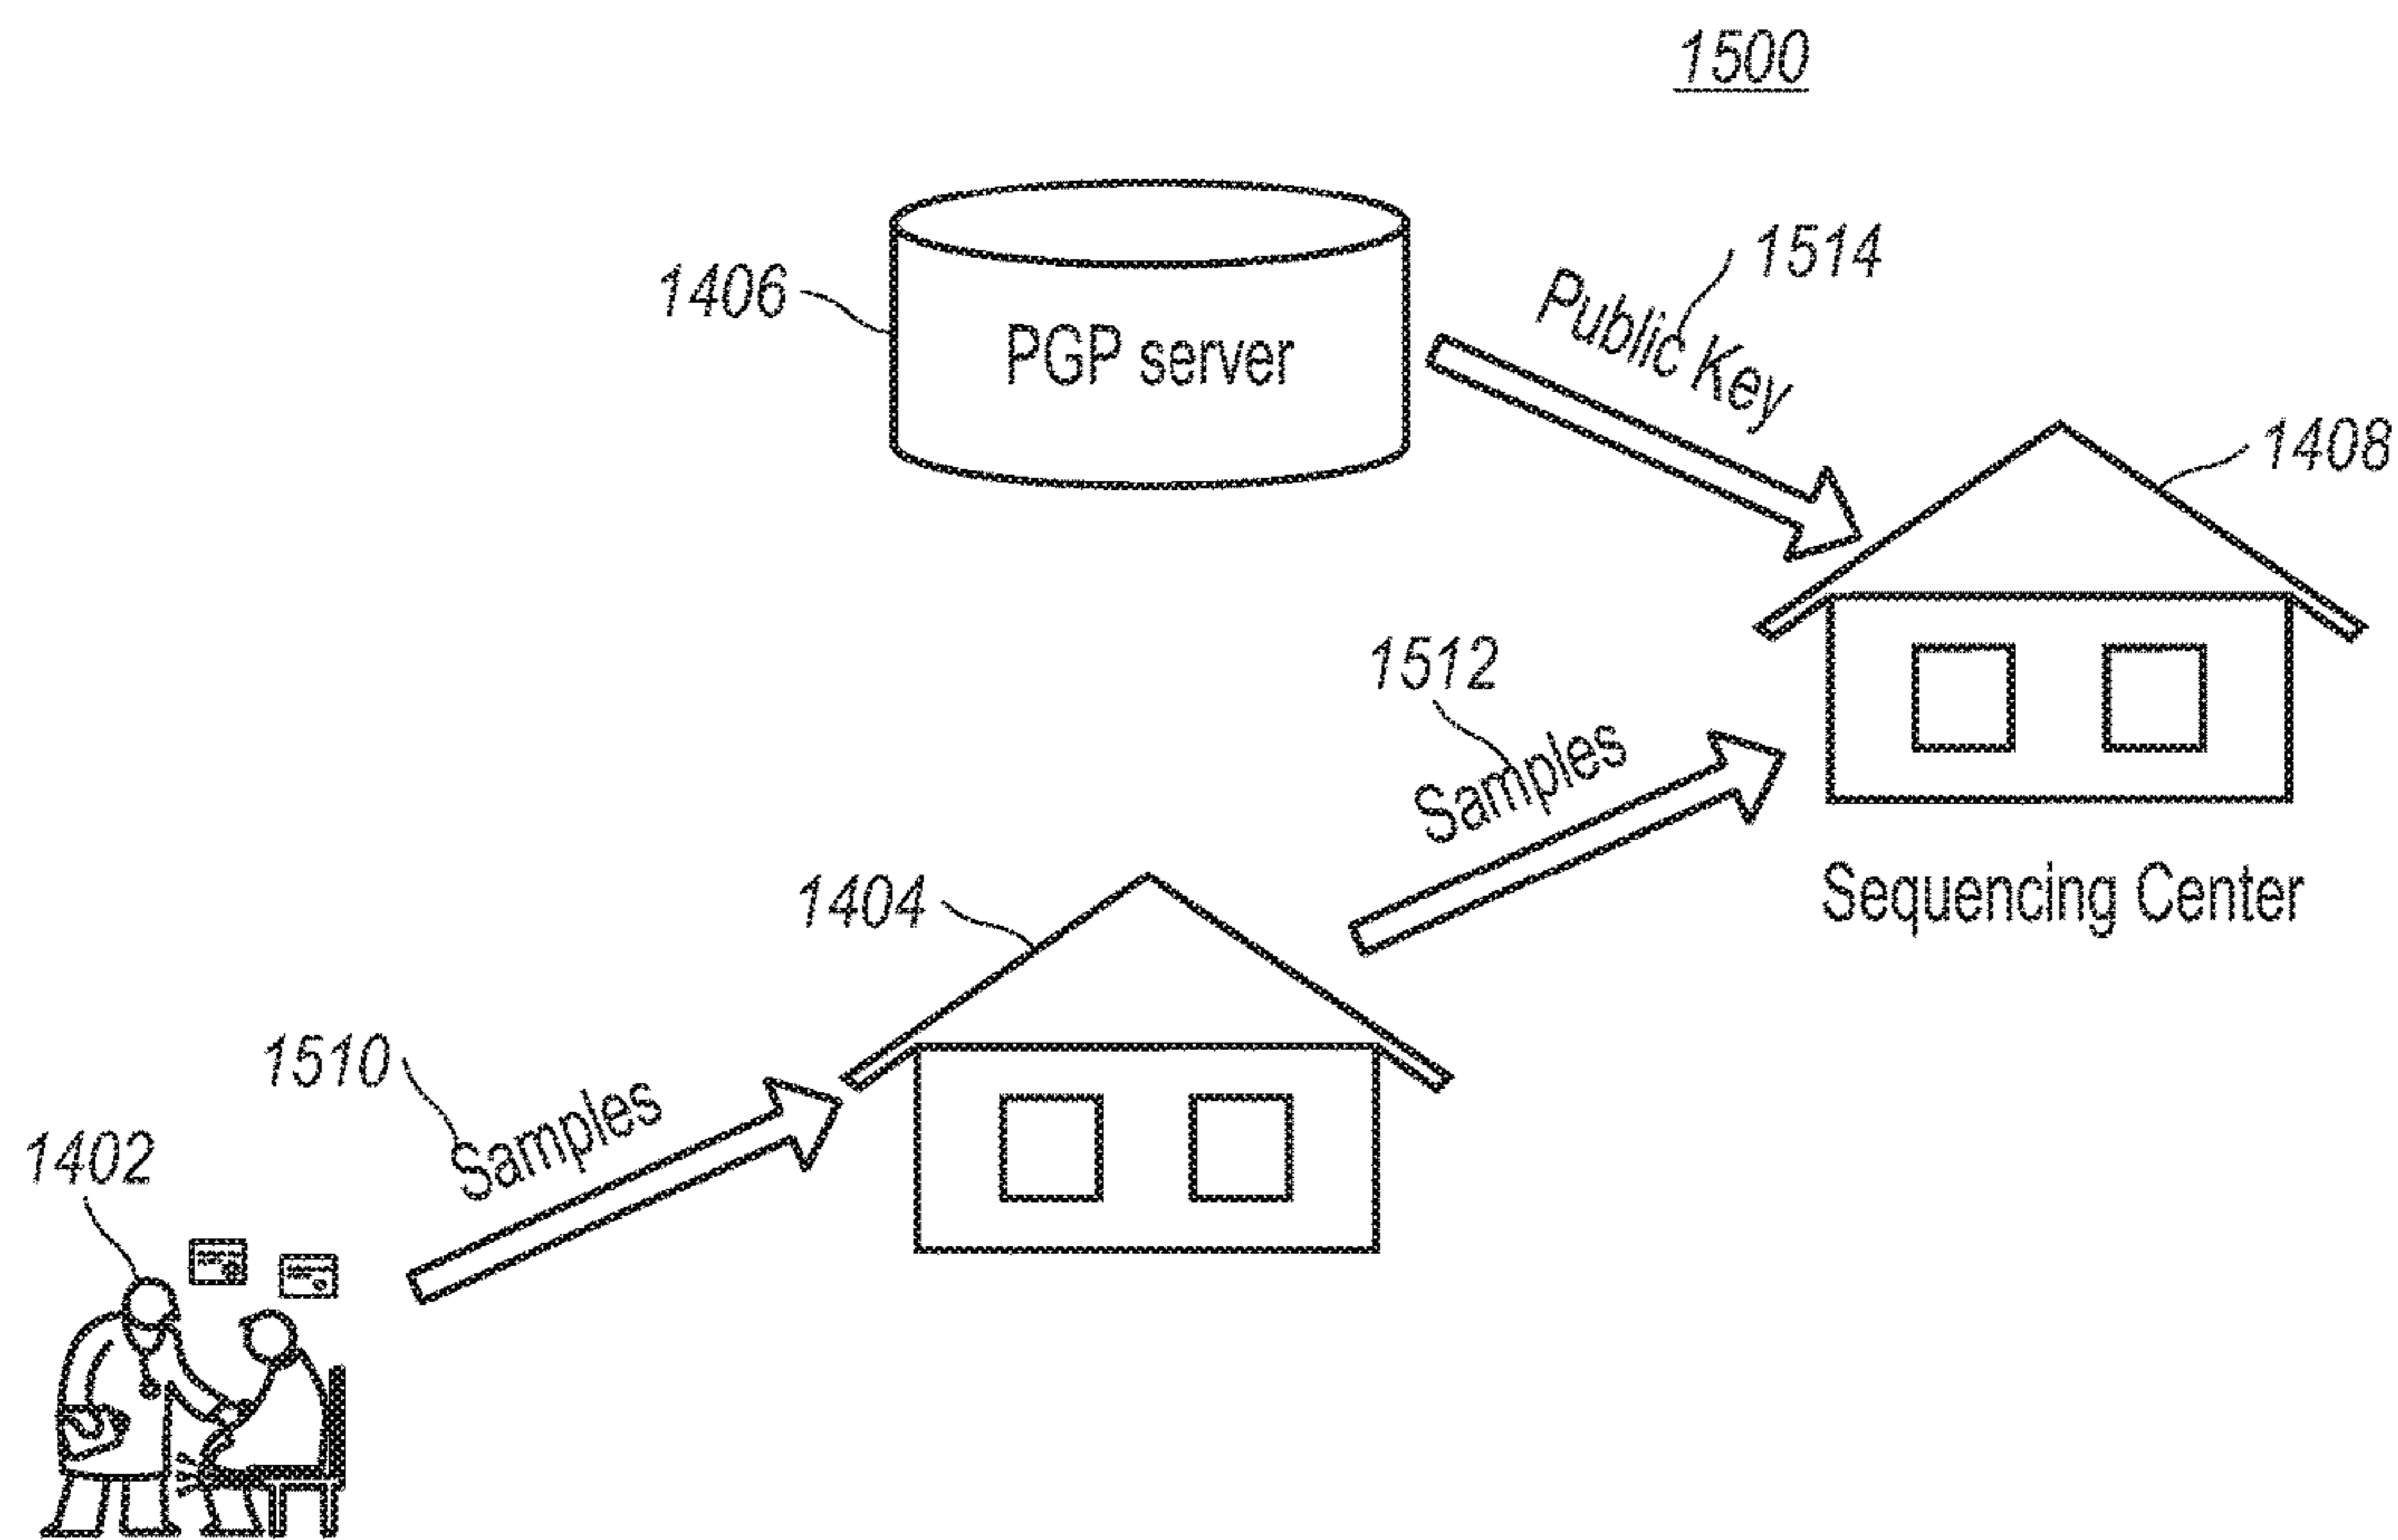 1500
1514
1406
PGP server
Public Key
1408
1512
Samples
1404
Sequencing Center
1510
Samples
1402